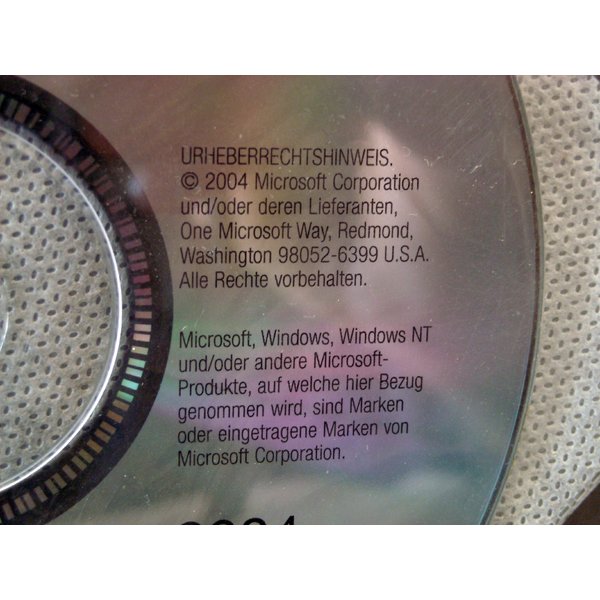 URHEBERRECHTSHINWEIS.
© 2004 Microsoft Corporation
und/oder deren Lieferanten,
One Microsoft Way, Redmond,
Washington 98052-6399 U.S.A.
Alle Rechte vorbehalten.
Microsoft, Windows, Windows NT
und/oder andere Microsoft-
Produkte, auf welche hier Bezug
genommen wird, sind Marken
oder eingetragene Marken von
Microsoft Corporation.